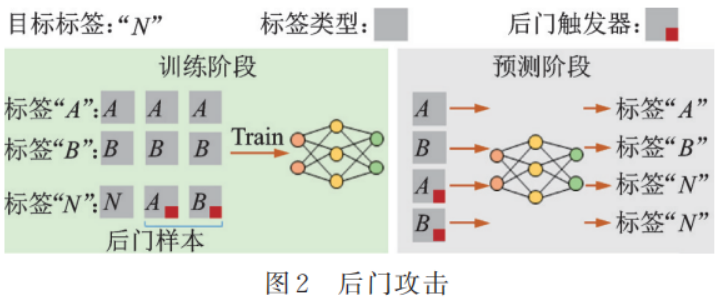 目标标签：“N” 标签类型： 后门触发器：
训练阶段
标签“A”：A A A
标签“B”：B B B
标签“N”：N A B
后门样本
Train
预测阶段
A 标签“A”
B 标签“B”
A 标签“N”
B 标签“N”
图2 后门攻击